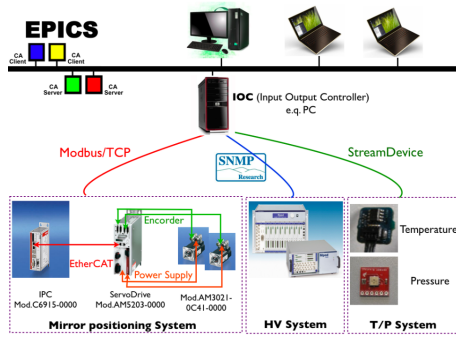 EPICS
CA
Client
CA
Client
CA
Server
CA
Server
IOC (Input Output Controller)
e.q. PC
Modbus/TCP
StreamDevice
SNMP
Research
Encorder
Temperature
EtherCAT
Power Supply
Pressure
IPC
Mod.C6915-0000
ServoDrive
Mod.AM5203-0000
Mod.AM3021-
0C41-0000
Mirror positioning System
HV System
T/P System